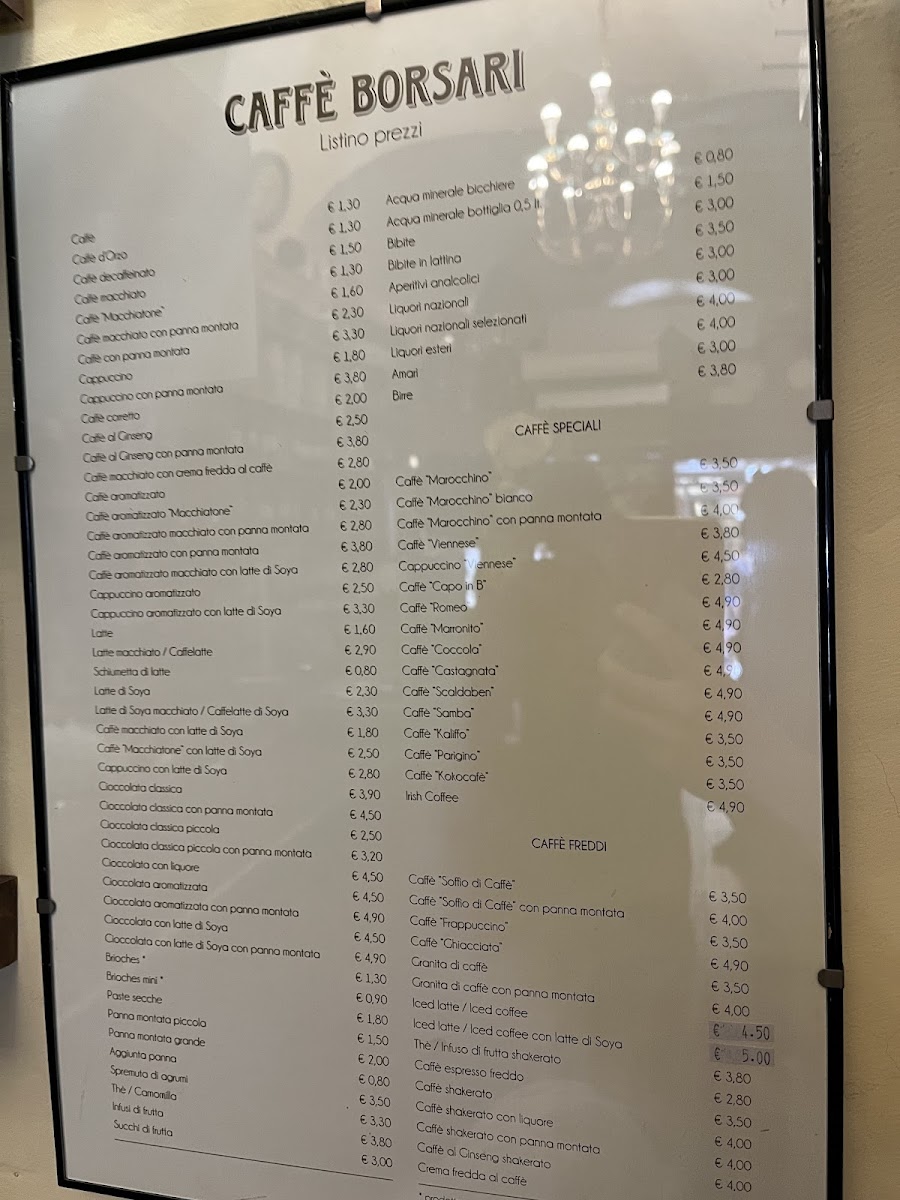 CAFFÈ BORSARI
Listino prezzi
Caffè € 1,30
Caffè d'Orzo € 1,30
Caffè decaffeinato € 1,50
Caffè macchiato € 1,30
Caffè "Macchiatone" € 1,60
Caffè macchiato con panna montata € 2,30
Caffè con panna montata € 3,30
Cappuccino € 1,80
Cappuccino con panna montata € 3,80
Caffè corretto € 2,00
Caffè al Ginseng € 2,50
Caffè al Ginseng con panna montata € 3,80
Caffè macchiato con crema fredda al caffè € 2,80
Caffè aromatizzato € 2,00
Caffè aromatizzato "Macchiatone" € 2,30
Caffè aromatizzato macchiato con panna montata € 2,80
Caffè aromatizzato con panna montata € 3,80
Caffè aromatizzato macchiato con latte di Soya € 2,80
Cappuccino aromatizzato € 2,50
Cappuccino aromatizzato con latte di Soya € 3,30
Latte € 1,60
Latte macchiato / Caffelatte € 2,90
Schiumetta di latte € 0,80
Latte di Soya € 2,30
Latte di Soya macchiato / Caffelatte di Soya € 3,30
Caffè macchiato con latte di Soya € 1,80
Caffè "Macchiatone" con latte di Soya € 2,50
Cappuccino con latte di Soya € 2,80
Cioccolata classica € 3,90
Cioccolata classica con panna montata € 4,50
Cioccolata classica piccola € 2,50
Cioccolata classica piccola con panna montata € 3,20
Cioccolata con liquore € 4,50
Cioccolata aromatizzata € 4,50
Cioccolata aromatizzata con panna montata € 4,90
Cioccolata con latte di Soya € 4,50
Cioccolata con latte di Soya con panna montata € 4,90
Brioches * € 1,30
Brioches mini * € 0,90
Paste secche € 1,80
Panna montata piccola € 1,50
Panna montata grande € 2,00
Aggiunta panna € 0,80
Spremuta di agrumi € 3,50
Thè / Camomilla € 3,30
Infusi di frutta € 3,80
Succhi di frutta € 3,00
Acqua minerale bicchiere € 0,80
Acqua minerale bottiglia 0,5 lt. € 1,50
Bibite € 3,00
Bibite in lattina € 3,50
Aperitivi analcolici € 3,00
Liquori nazionali € 3,00
Liquori nazionali selezionati € 4,00
Liquori esteri € 4,00
Amari € 3,00
Birre € 3,80
CAFFÈ SPECIALI
Caffè "Marocchino" € 3,50
Caffè "Marocchino" bianco € 3,50
Caffè "Marocchino" con panna montata € 4,00
Caffè "Viennese" € 3,80
Cappuccino "Viennese" € 4,50
Caffè "Capo in B" € 2,80
Caffè "Romeo" € 4,90
Caffè "Marronito" € 4,90
Caffè "Coccolo" € 4,90
Caffè "Castagnata" € 4,9
Caffè "Scaldaben" € 4,90
Caffè "Samba" € 4,90
Caffè "Kaliffo" € 3,50
Caffè "Parigino" € 3,50
Caffè "Kokocafè" € 3,50
Irish Coffee € 4,90
CAFFÈ FREDDI
Caffè "Soffio di Caffè" € 3,50
Caffè "Soffio di Caffè" con panna montata € 4,00
Caffè "Frappuccino" € 3,50
Caffè "Ghiacciata" € 4,90
Granita di caffè € 3,50
Granita di caffè con panna montata € 4,00
Iced latte / Iced coffee € 4.50
Iced latte / Iced coffee con latte di Soya € 5.00
Thè / Infuso di frutta shakerato € 3,80
Caffè espresso freddo € 2,80
Caffè shakerato € 3,50
Caffè shakerato con liquore € 4,00
Caffè shakerato con panna montata € 4,00
Caffè al Ginseng shakerato € 4,00
Crema fredda al caffè